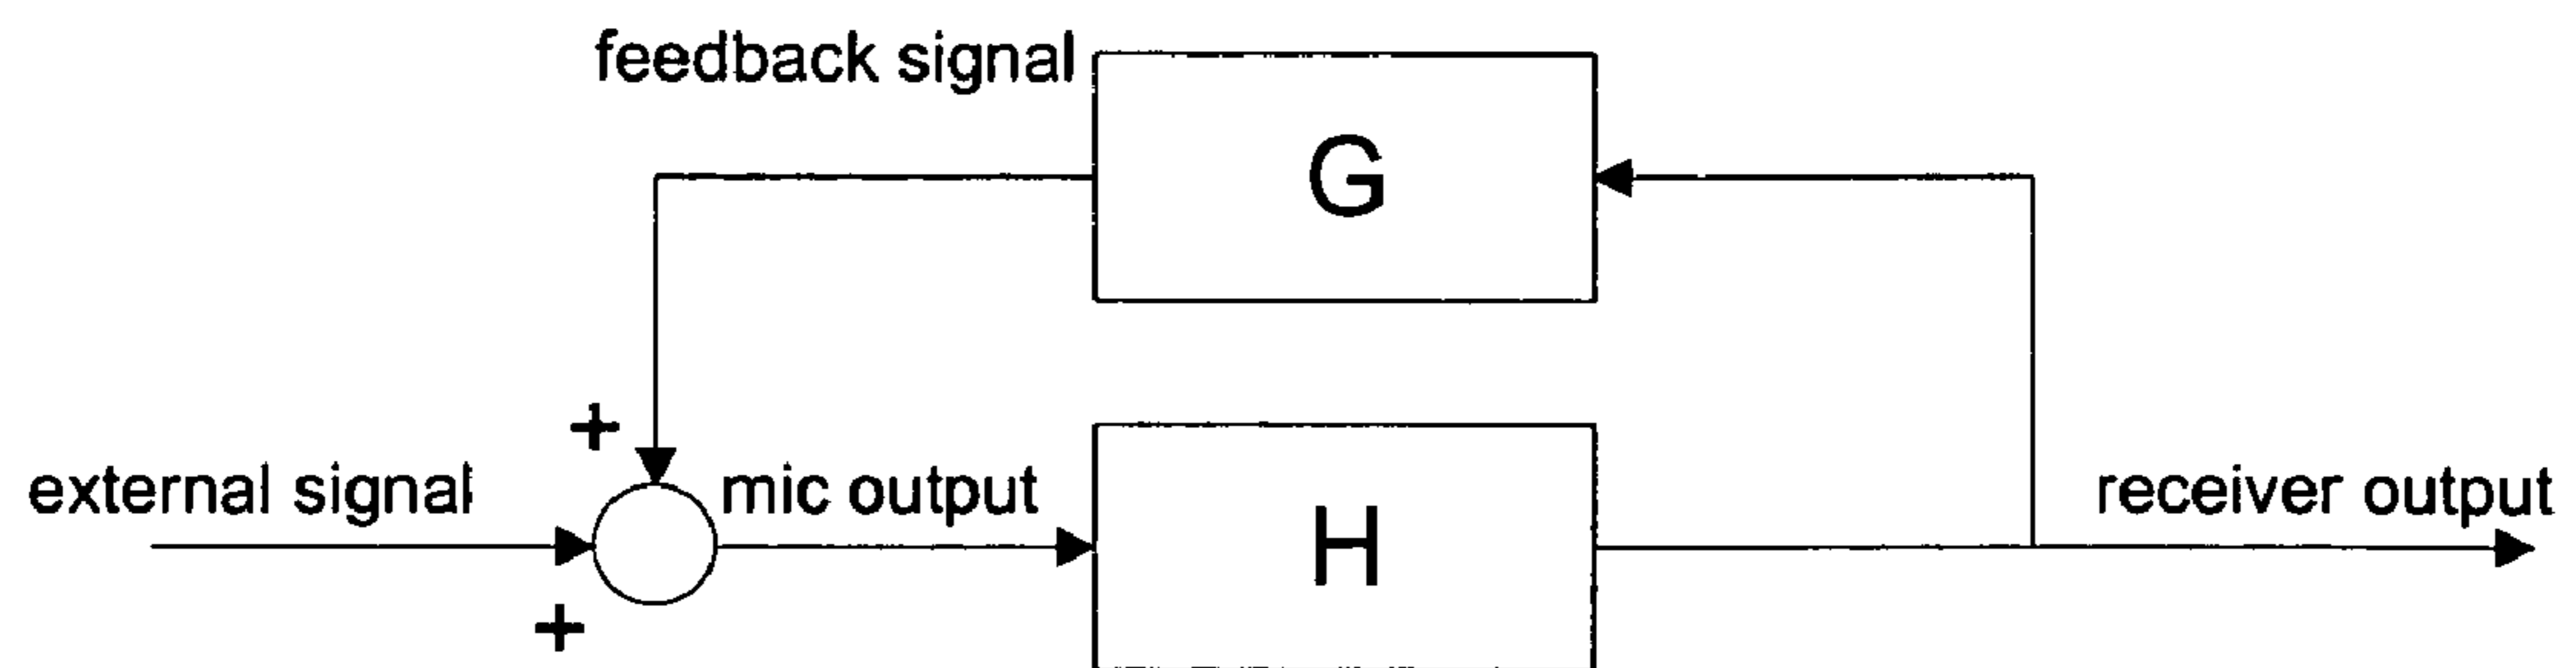 feedback signal
G
+
external signal
mic output
H
receiver output
+